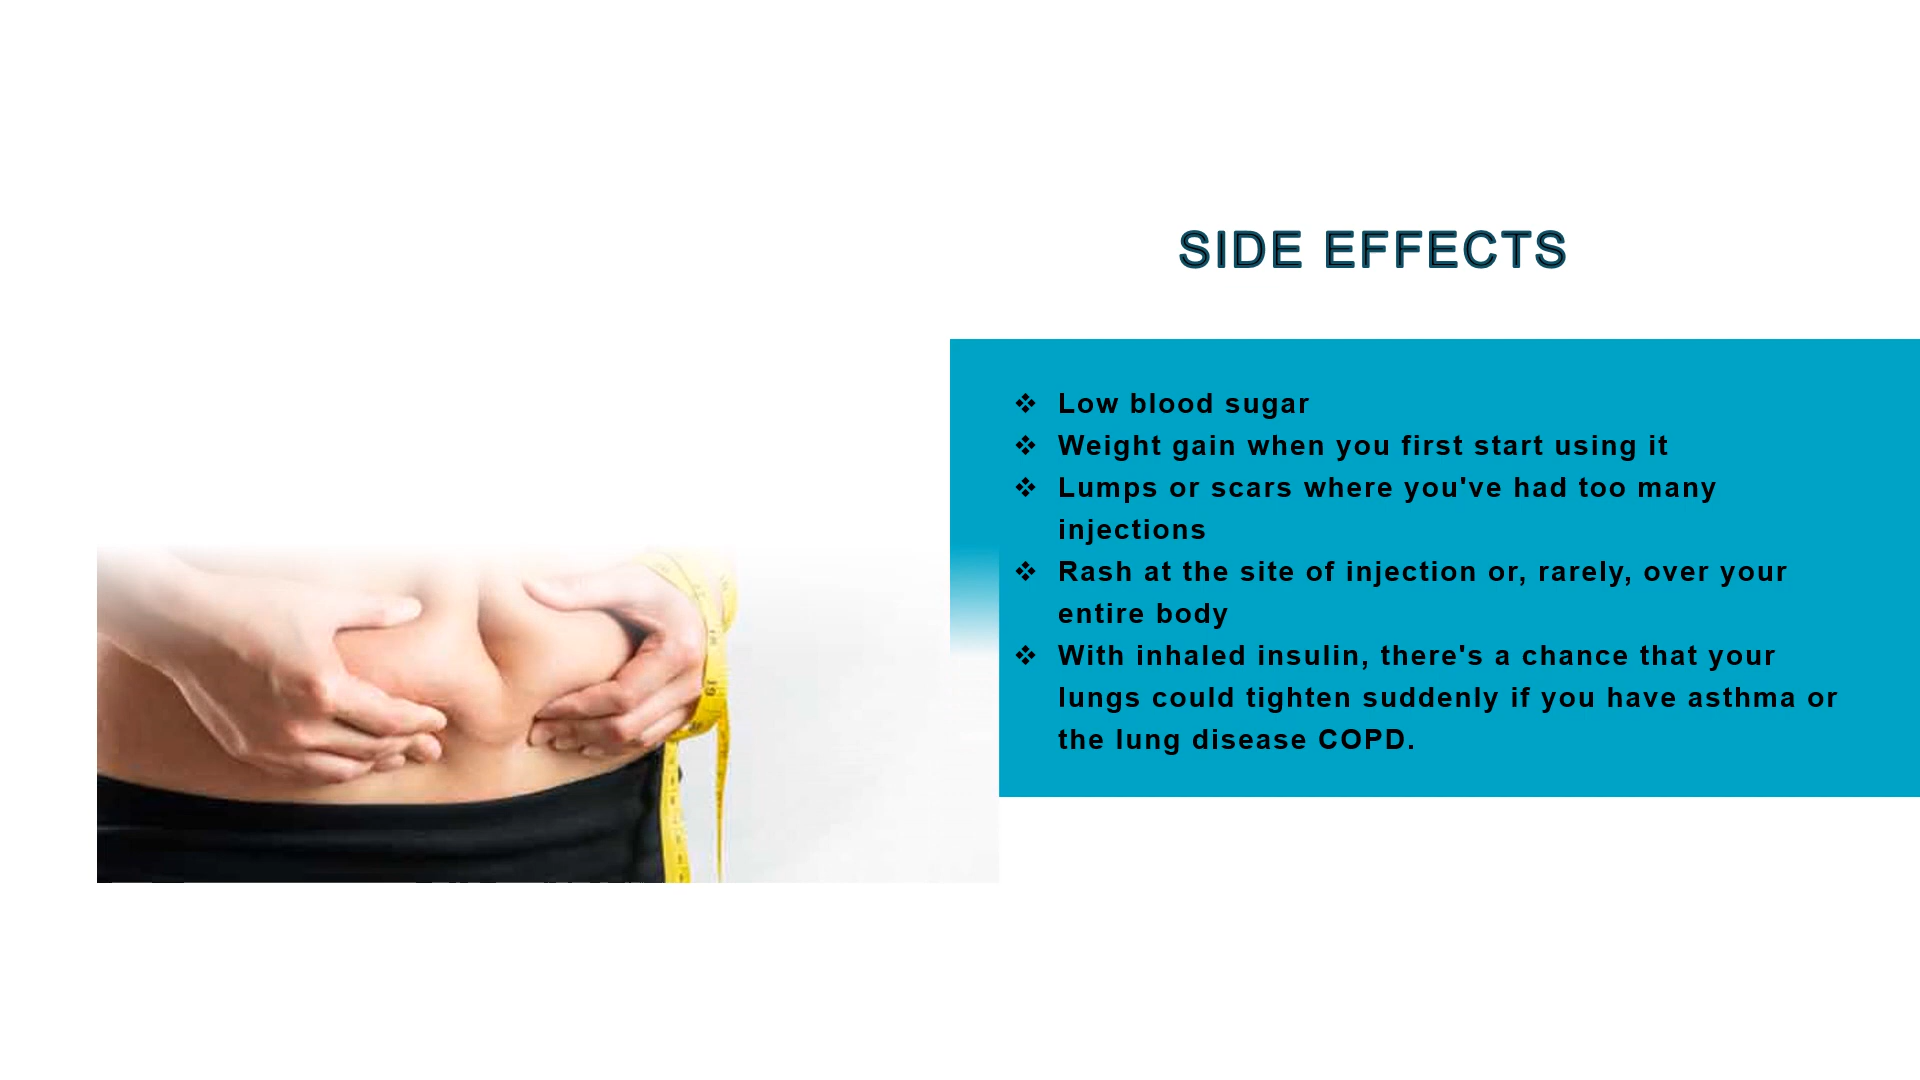 SIDE EFFECTS
❖ Low blood sugar
❖ Weight gain when you first start using it
❖ Lumps or scars where you've had too many
injections
❖ Rash at the site of injection or, rarely, over your
entire body
❖ With inhaled insulin, there's a chance that your
lungs could tighten suddenly if you have asthma or
the lung disease COPD.